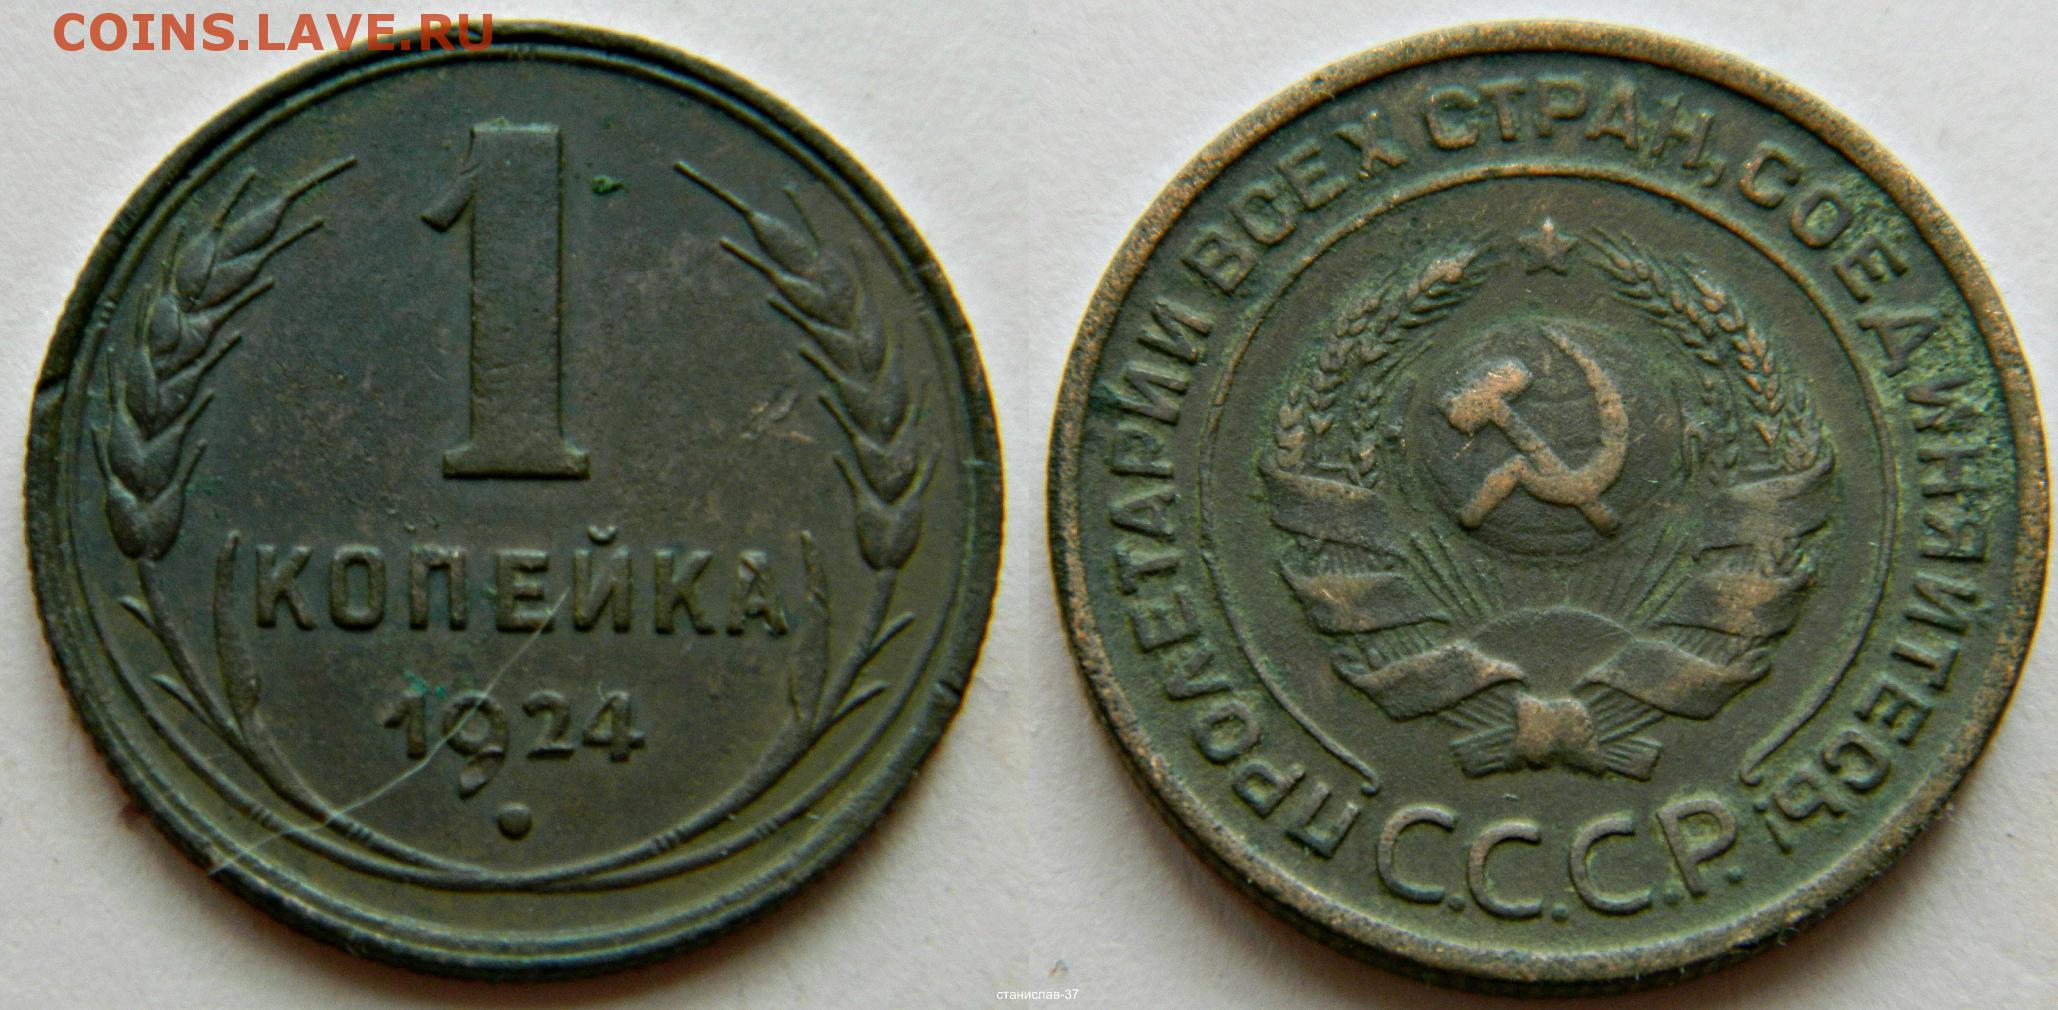 COINS.LAVE.RU
1
КОПЕЙКА
1924
ПРОЛЕТАРИИ ВСЕХ СТРАН, СОЕДИНЯЙТЕСЬ!
С.С.С.Р.
станислав-37